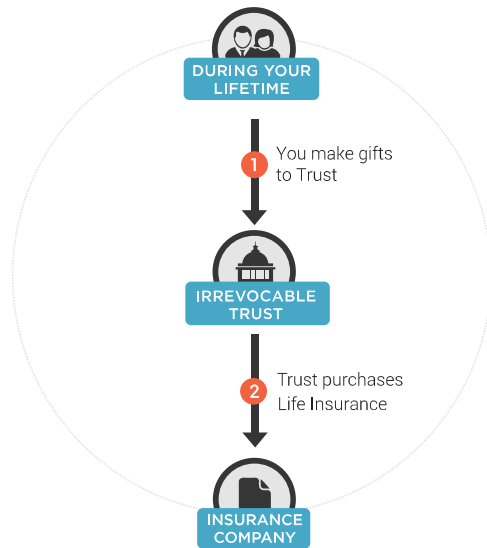 DURING YOUR
LIFETIME
1
You make gifts
to Trust
IRREVOCABLE
TRUST
2
Trust purchases
Life Insurance
INSURANCE
COMPANY